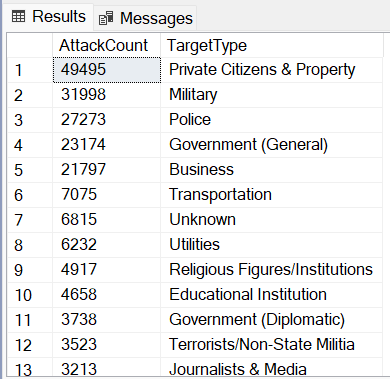 Results Messages
AttackCount TargetType
1 49495 Private Citizens & Property
2 31998 Military
3 27273 Police
4 23174 Government (General)
5 21797 Business
6 7075 Transportation
7 6815 Unknown
8 6232 Utilities
9 4917 Religious Figures/Institutions
10 4658 Educational Institution
11 3738 Government (Diplomatic)
12 3523 Terrorists/Non-State Militia
13 3213 Journalists & Media